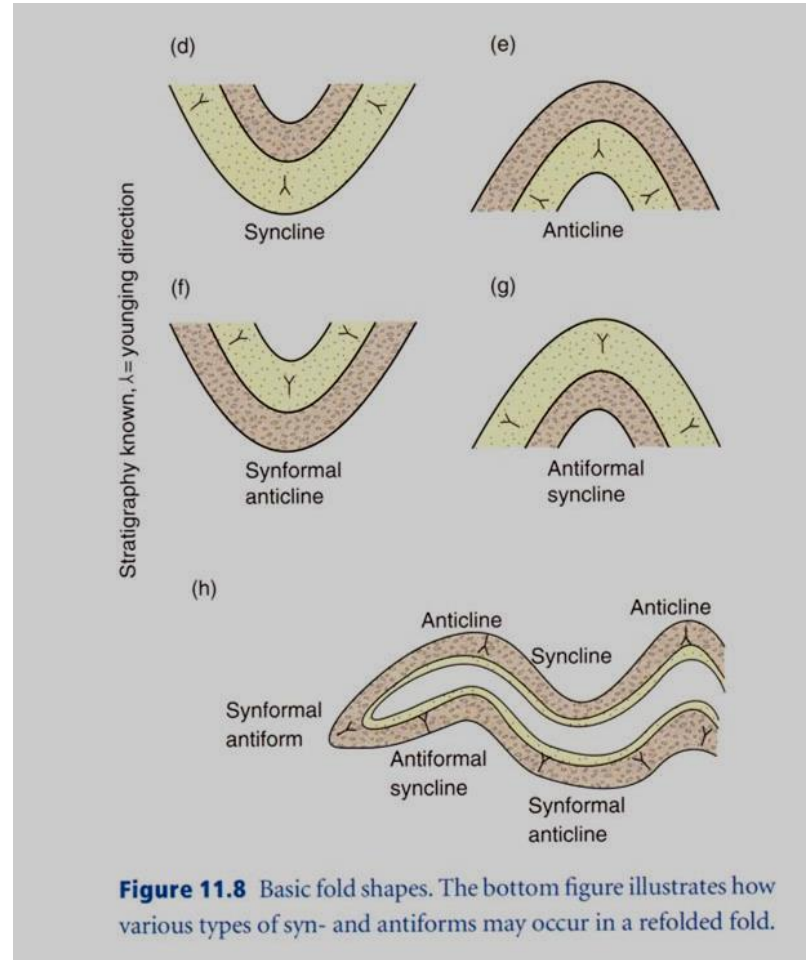 (d)
(e)
Syncline
Anticline
(f)
(g)
Synformal
anticline
Antiformal
syncline
Stratigraphy known, ⅄= younging direction
(h)
Anticline
Anticline
Syncline
Synformal
antiform
Antiformal
syncline
Synformal
anticline
Figure 11.8 Basic fold shapes. The bottom figure illustrates how
various types of syn- and antiforms may occur in a refolded fold.